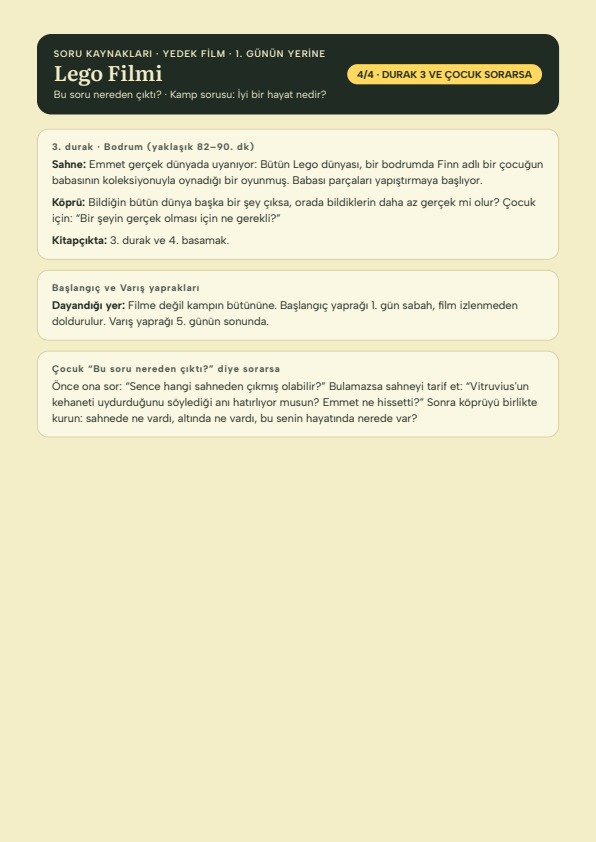 SORU KAYNAKLARI · YEDEK FİLM · 1. GÜNÜN YERİNE
Lego Filmi
4/4 · DURAK 3 VE ÇOCUK SORARSA
Bu soru nereden çıktı? · Kamp sorusu: İyi bir hayat nedir?
3. durak · Bodrum (yaklaşık 82–90. dk)
Sahne: Emmet gerçek dünyada uyanıyor: Bütün Lego dünyası, bir bodrumda Finn adlı bir çocuğun
babasının koleksiyonuyla oynadığı bir oyunmuş. Babası parçaları yapıştırmaya başlıyor.
Köprü: Bildiğin bütün dünya başka bir şey çıksa, orada bildiklerin daha az gerçek mi olur? Çocuk
için: “Bir şeyin gerçek olması için ne gerekli?”
Kitapçıkta: 3. durak ve 4. basamak.
Başlangıç ve Varış yaprakları
Dayandığı yer: Filme değil kampın bütününe. Başlangıç yaprağı 1. gün sabah, film izlenmeden
doldurulur. Varış yaprağı 5. günün sonunda.
Çocuk “Bu soru nereden çıktı?” diye sorarsa
Önce ona sor: “Sence hangi sahneden çıkmış olabilir?” Bulamazsa sahneyi tarif et: “Vitruvius'un
kehaneti uydurduğunu söylediği anı hatırlıyor musun? Emmet ne hissetti?” Sonra köprüyü birlikte
kurun: sahnede ne vardı, altında ne vardı, bu senin hayatında nerede var?